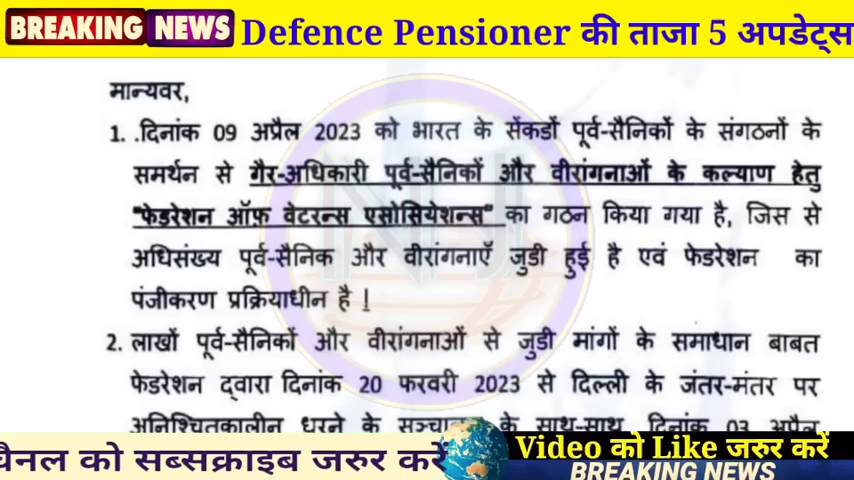 BREAKING NEWS Defence Pensioner की ताजा 5 अपडेट्स
मान्यवर,
1. .दिनांक 09 अप्रैल 2023 को भारत के सेंकडों पूर्व-सैनिकों के संगठनों के
समर्थन से गैर-अधिकारी पूर्व-सैनिकों और वीरांगनाओं के कल्याण हेतु
"फेडरेशन ऑफ़ वेटरन्स एसोसियेशन्स" का गठन किया गया है, जिस से
अधिसंख्य पूर्व-सैनिक और वीरांगनाएँ जुडी हुई है एवं फेडरेशन का
पंजीकरण प्रक्रियाधीन है !
2. लाखों पूर्व-सैनिकों और वीरांगनाओं से जुडी मांगों के समाधान बाबत
फेडरेशन द्वारा दिनांक 20 फरवरी 2023 से दिल्ली के जंतर-मंतर पर
अनिश्चितकालीन धरने के के साथ-साथ दिनांक 03 अप्रैल
चैनल को सब्सक्राइब जरुर करें
Video को Like जरुर करें
BREAKING NEWS